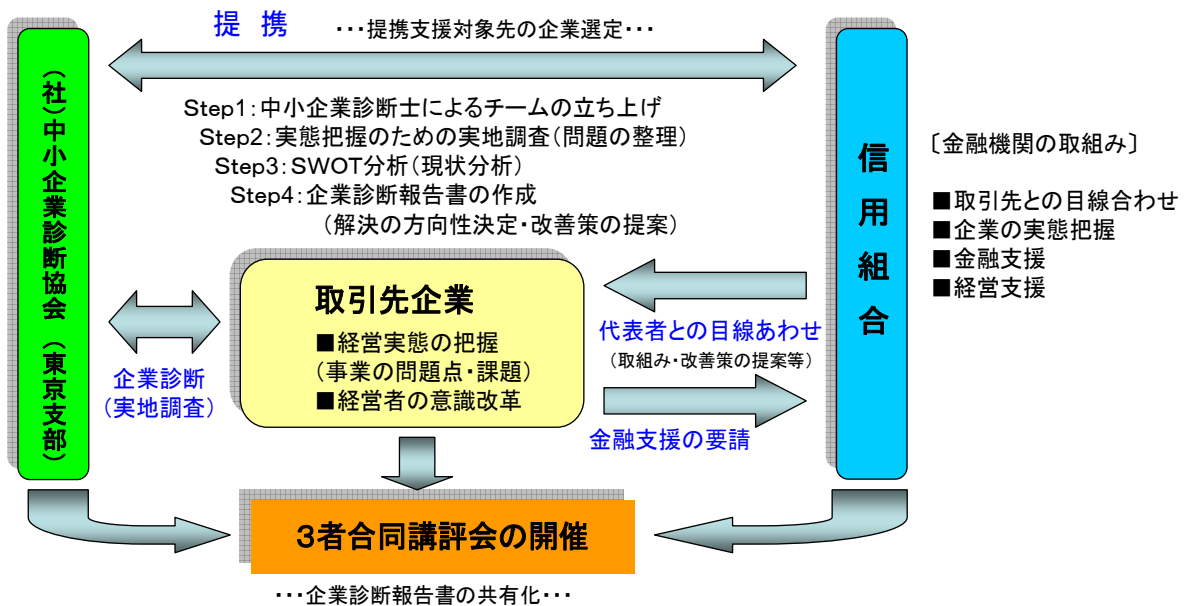 提 携 ･･･提携支援対象先の企業選定･･･
(社)中小企業診断協会 (東京支部)
Step1：中小企業診断士によるチームの立ち上げ
Step2：実態把握のための実地調査(問題の整理)
Step3：SWOT分析(現状分析)
Step4：企業診断報告書の作成
(解決の方向性決定・改善策の提案)
信用組合
〔金融機関の取組み〕
■取引先との目線合わせ
■企業の実態把握
■金融支援
■経営支援
取引先企業
■経営実態の把握
(事業の問題点・課題)
■経営者の意識改革
企業診断
(実地調査)
代表者との目線あわせ
(取組み・改善策の提案等)
金融支援の要請
３者合同講評会の開催
･･･企業診断報告書の共有化･･･